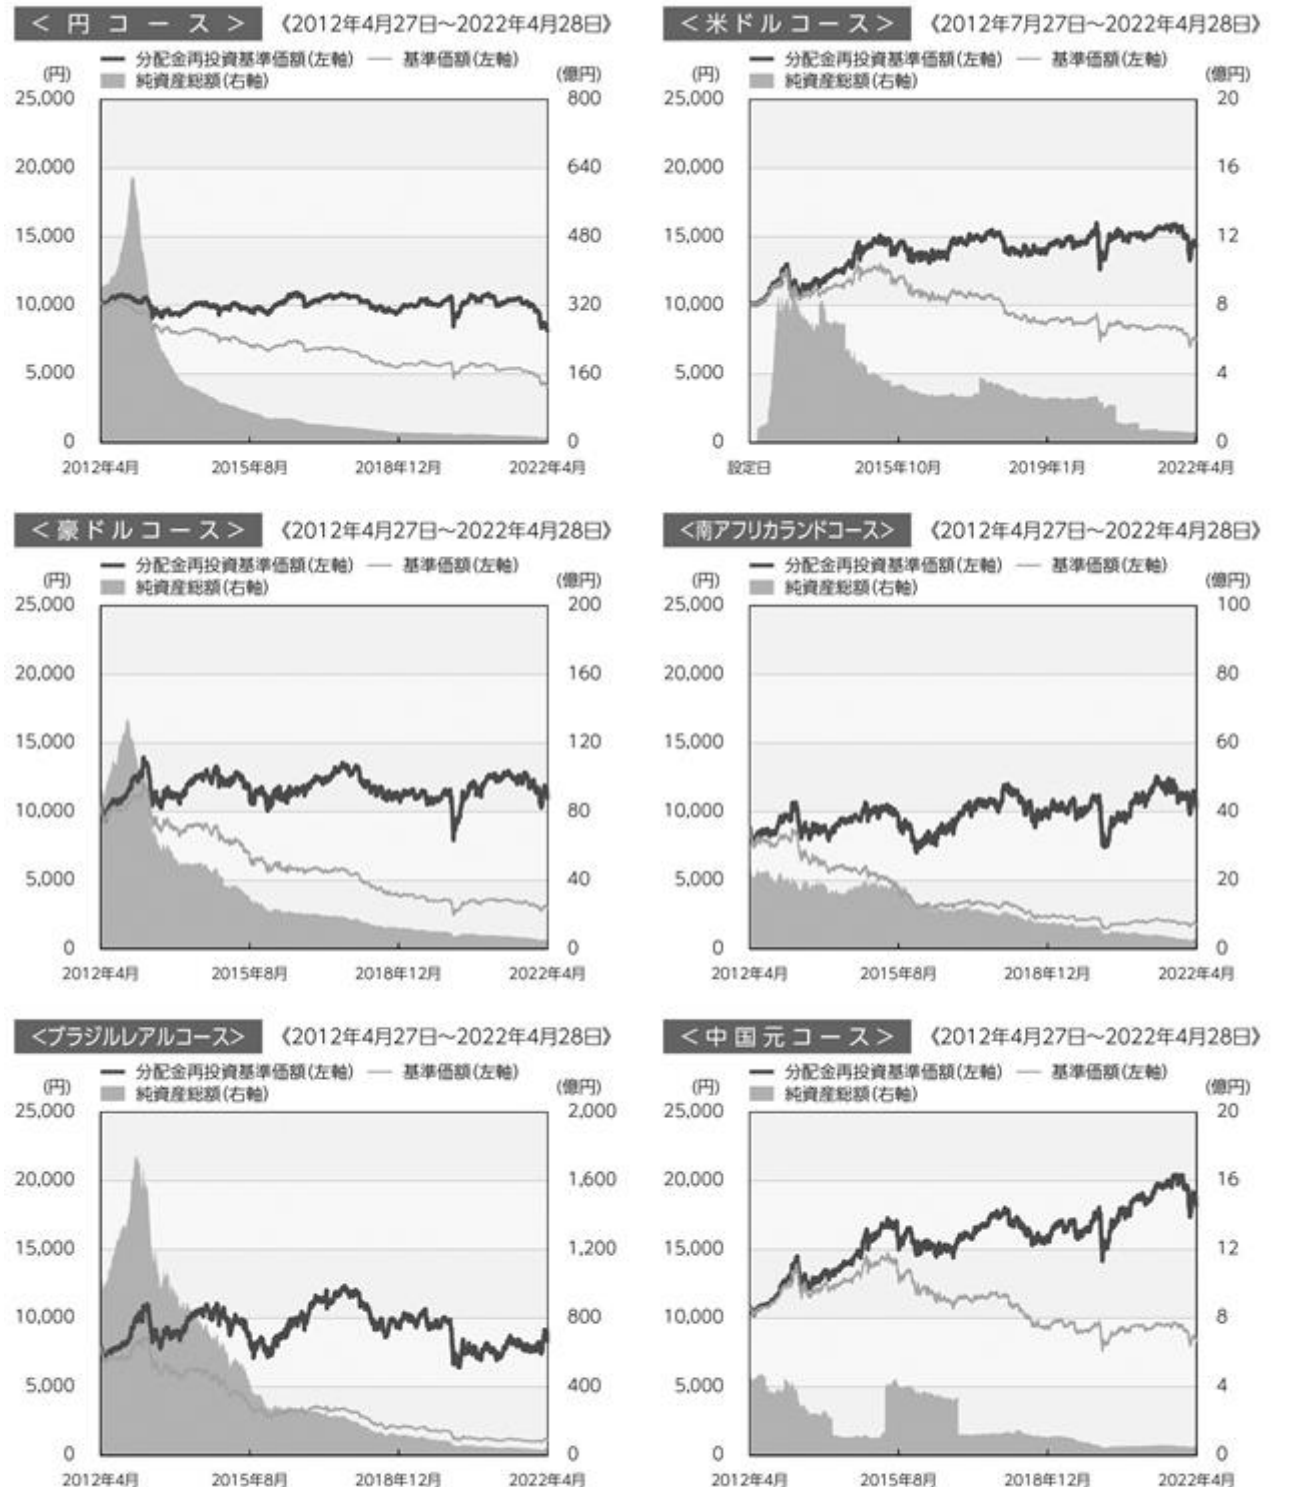 ＜円コース＞ 《2012年4月27日～2022年4月28日》
分配金再投資基準価額(左軸) 基準価額(左軸)
純資産総額(右軸)
(円) (億円)
25,000 800
20,000 640
15,000 480
10,000 320
5,000 160
0 0
2012年4月 2015年8月 2018年12月 2022年4月
＜米ドルコース＞ 《2012年7月27日～2022年4月28日》
分配金再投資基準価額(左軸) 基準価額(左軸)
純資産総額(右軸)
(円) (億円)
25,000 20
20,000 16
15,000 12
10,000 8
5,000 4
0 0
設定日 2015年10月 2019年1月 2022年4月
＜豪ドルコース＞ 《2012年4月27日～2022年4月28日》
分配金再投資基準価額(左軸) 基準価額(左軸)
純資産総額(右軸)
(円) (億円)
25,000 200
20,000 160
15,000 120
10,000 80
5,000 40
0 0
2012年4月 2015年8月 2018年12月 2022年4月
＜南アフリカランドコース＞ 《2012年4月27日～2022年4月28日》
分配金再投資基準価額(左軸) 基準価額(左軸)
純資産総額(右軸)
(円) (億円)
25,000 100
20,000 80
15,000 60
10,000 40
5,000 20
0 0
2012年4月 2015年8月 2018年12月 2022年4月
＜ブラジルレアルコース＞ 《2012年4月27日～2022年4月28日》
分配金再投資基準価額(左軸) 基準価額(左軸)
純資産総額(右軸)
(円) (億円)
25,000 2,000
20,000 1,600
15,000 1,200
10,000 800
5,000 400
0 0
2012年4月 2015年8月 2018年12月 2022年4月
＜中国元コース＞ 《2012年4月27日～2022年4月28日》
分配金再投資基準価額(左軸) 基準価額(左軸)
純資産総額(右軸)
(円) (億円)
25,000 20
20,000 16
15,000 12
10,000 8
5,000 4
0 0
2012年4月 2015年8月 2018年12月 2022年4月